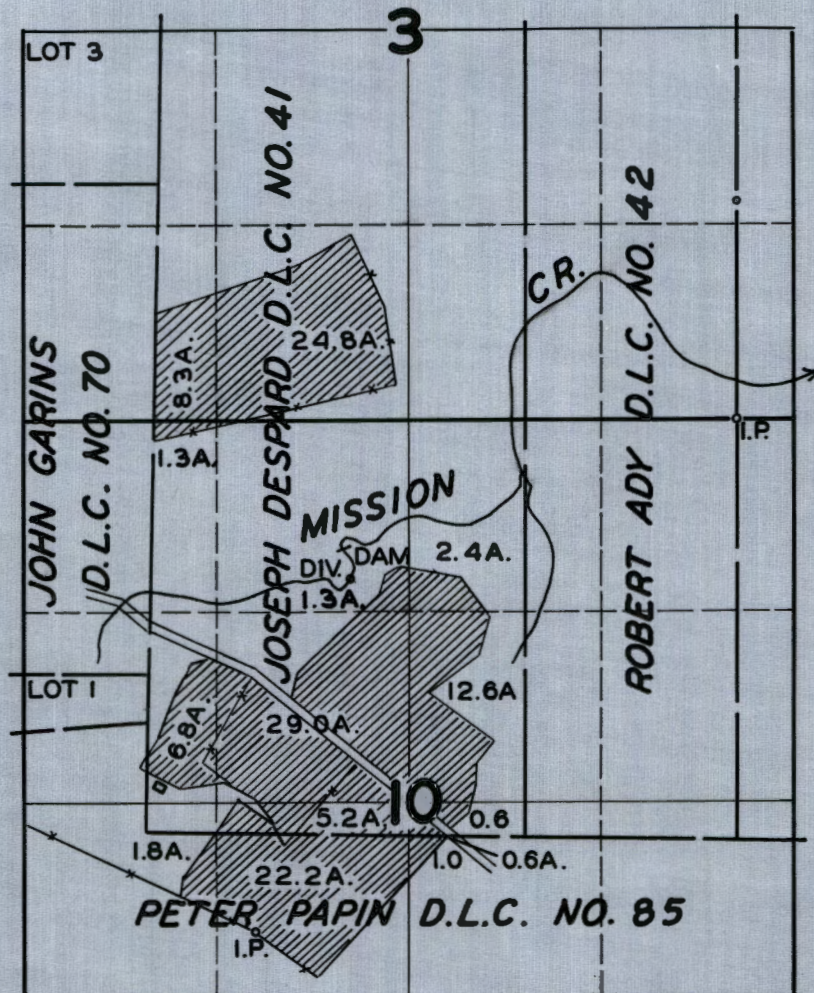 3
LOT 3
JOSEPH DESPARD D.L.C. NO. 41
ROBERT ADY D.L.C. NO. 42
CR.
24.8A.
8.3A.
JOHN GARINS
D.L.C. NO. 70
I.P.
1.3A.
MISSION
DIV. DAM
2.4A.
1.3A.
LOT 1
12.6A
6.8A.
29.0A.
10
5.2A.
0.6
1.8A.
1.0
0.6A.
22.2A.
PETER PAPIN D.L.C. NO. 85
I.P.